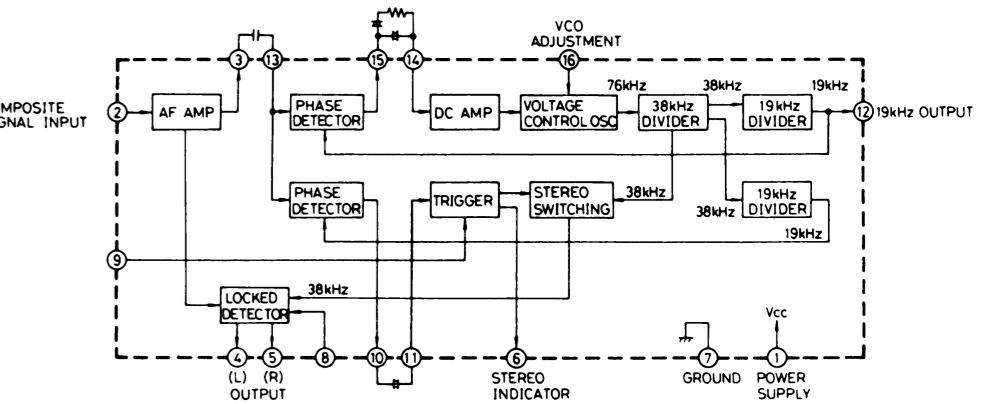 VCO
ADJUSTMENT
3
13
15
14
16
MPOSITE
GNAL INPUT
2
AF AMP
PHASE
DETECTOR
DC AMP
VOLTAGE
CONTROL OSC
76kHz
38kHz
DIVIDER
38kHz
19kHz
DIVIDER
19kHz
12
19kHz OUTPUT
PHASE
DETECTOR
TRIGGER
STEREO
SWITCHING
38kHz
38kHz
19kHz
DIVIDER
19kHz
9
LOCKED
DETECTOR
38kHz
Vcc
4
5
8
10
11
6
7
1
(L) (R)
OUTPUT
STEREO
INDICATOR
GROUND
POWER
SUPPLY